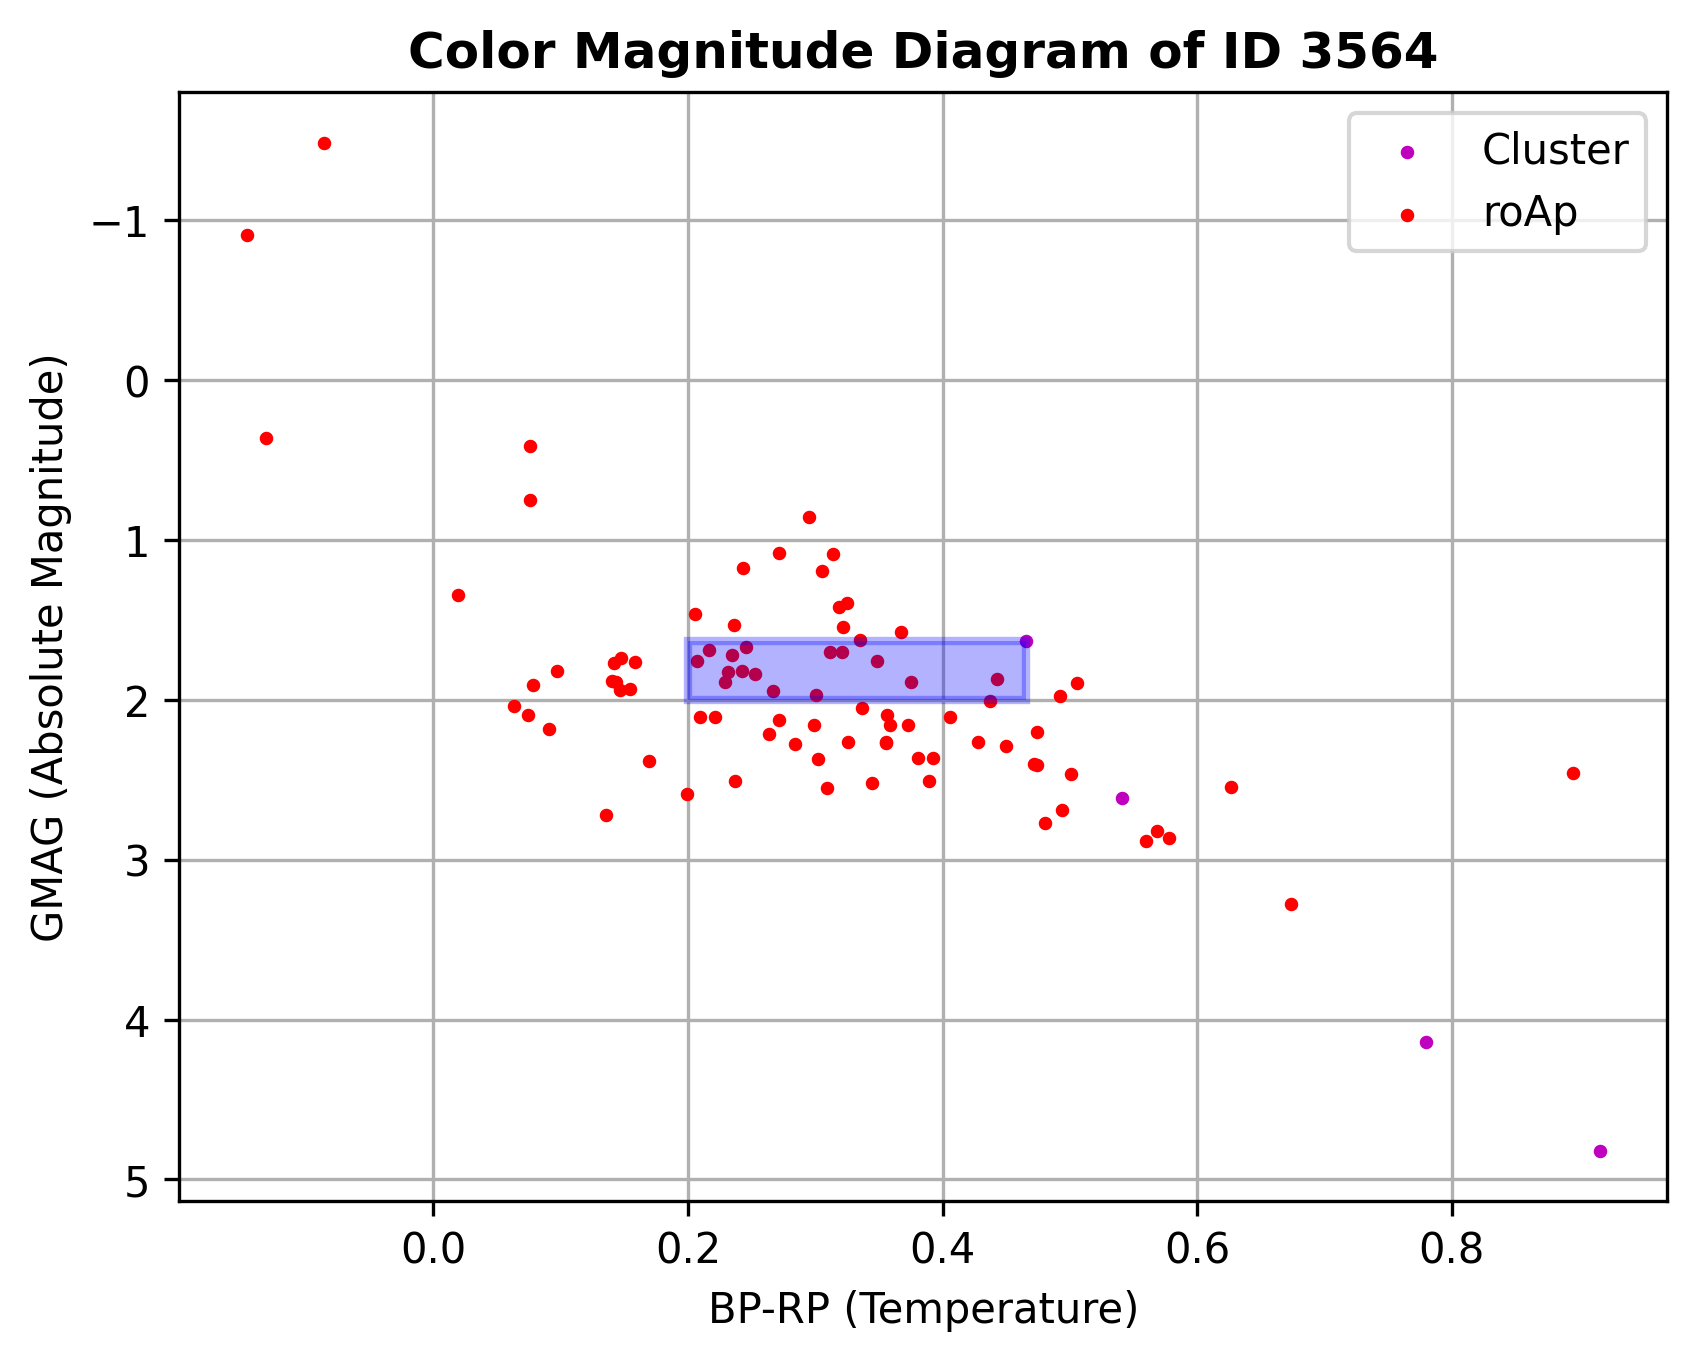 Color Magnitude Diagram of ID 3564
Cluster
roAp
GMAG (Absolute Magnitude)
−1
0
1
2
3
4
5
0.0 0.2 0.4 0.6 0.8
BP-RP (Temperature)